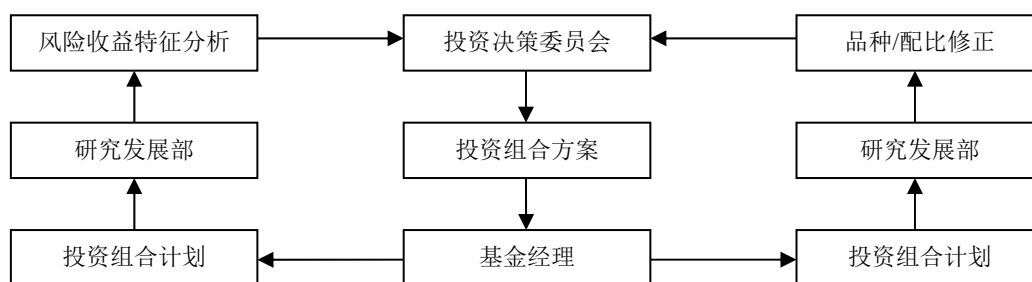 风险收益特征分析
投资决策委员会
品种/配比修正
研究发展部
投资组合方案
研究发展部
投资组合计划
基金经理
投资组合计划